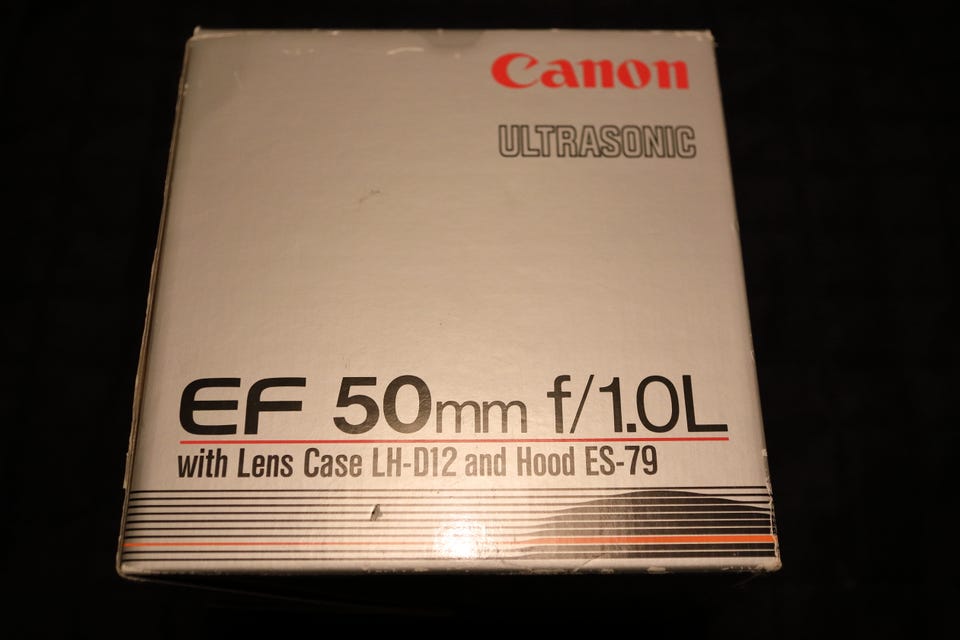 Canon
ULTRASONIC
EF 50mm f/1.0L
with Lens Case LH-D12 and Hood ES-79